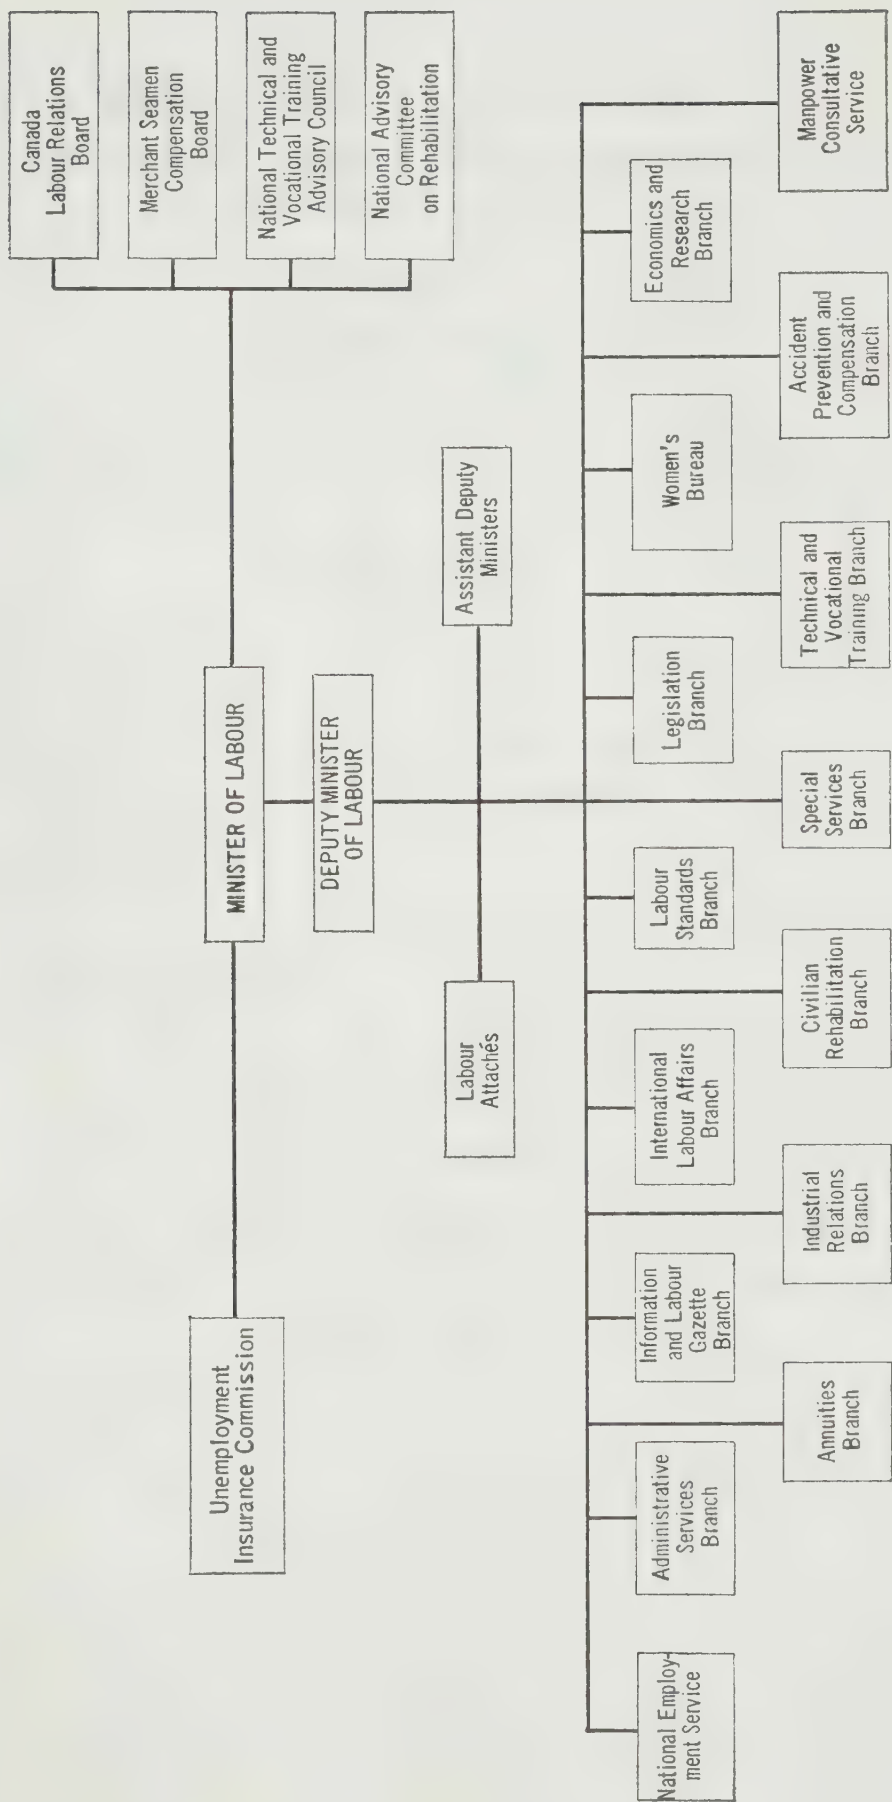 Canada
Labour Relations
Board
Merchant Seamen
Compensation
Board
National Technical and
Vocational Training
Advisory Council
National Advisory
Committee
on Rehabilitation
MINISTER OF LABOUR
Unemployment
Insurance Commission
DEPUTY MINISTER
OF LABOUR
Labour
Attachés
Assistant Deputy
Ministers
National Employ-
ment Service
Administrative
Services
Branch
Information
and Labour
Gazette
Branch
International
Labour Affairs
Branch
Labour
Standards
Branch
Legislation
Branch
Women's
Bureau
Economics and
Research
Branch
Annuities
Branch
Industrial
Relations
Branch
Civilian
Rehabilitation
Branch
Special
Services
Branch
Technical and
Vocational
Training Branch
Accident
Prevention and
Compensation
Branch
Manpower
Consultative
Service